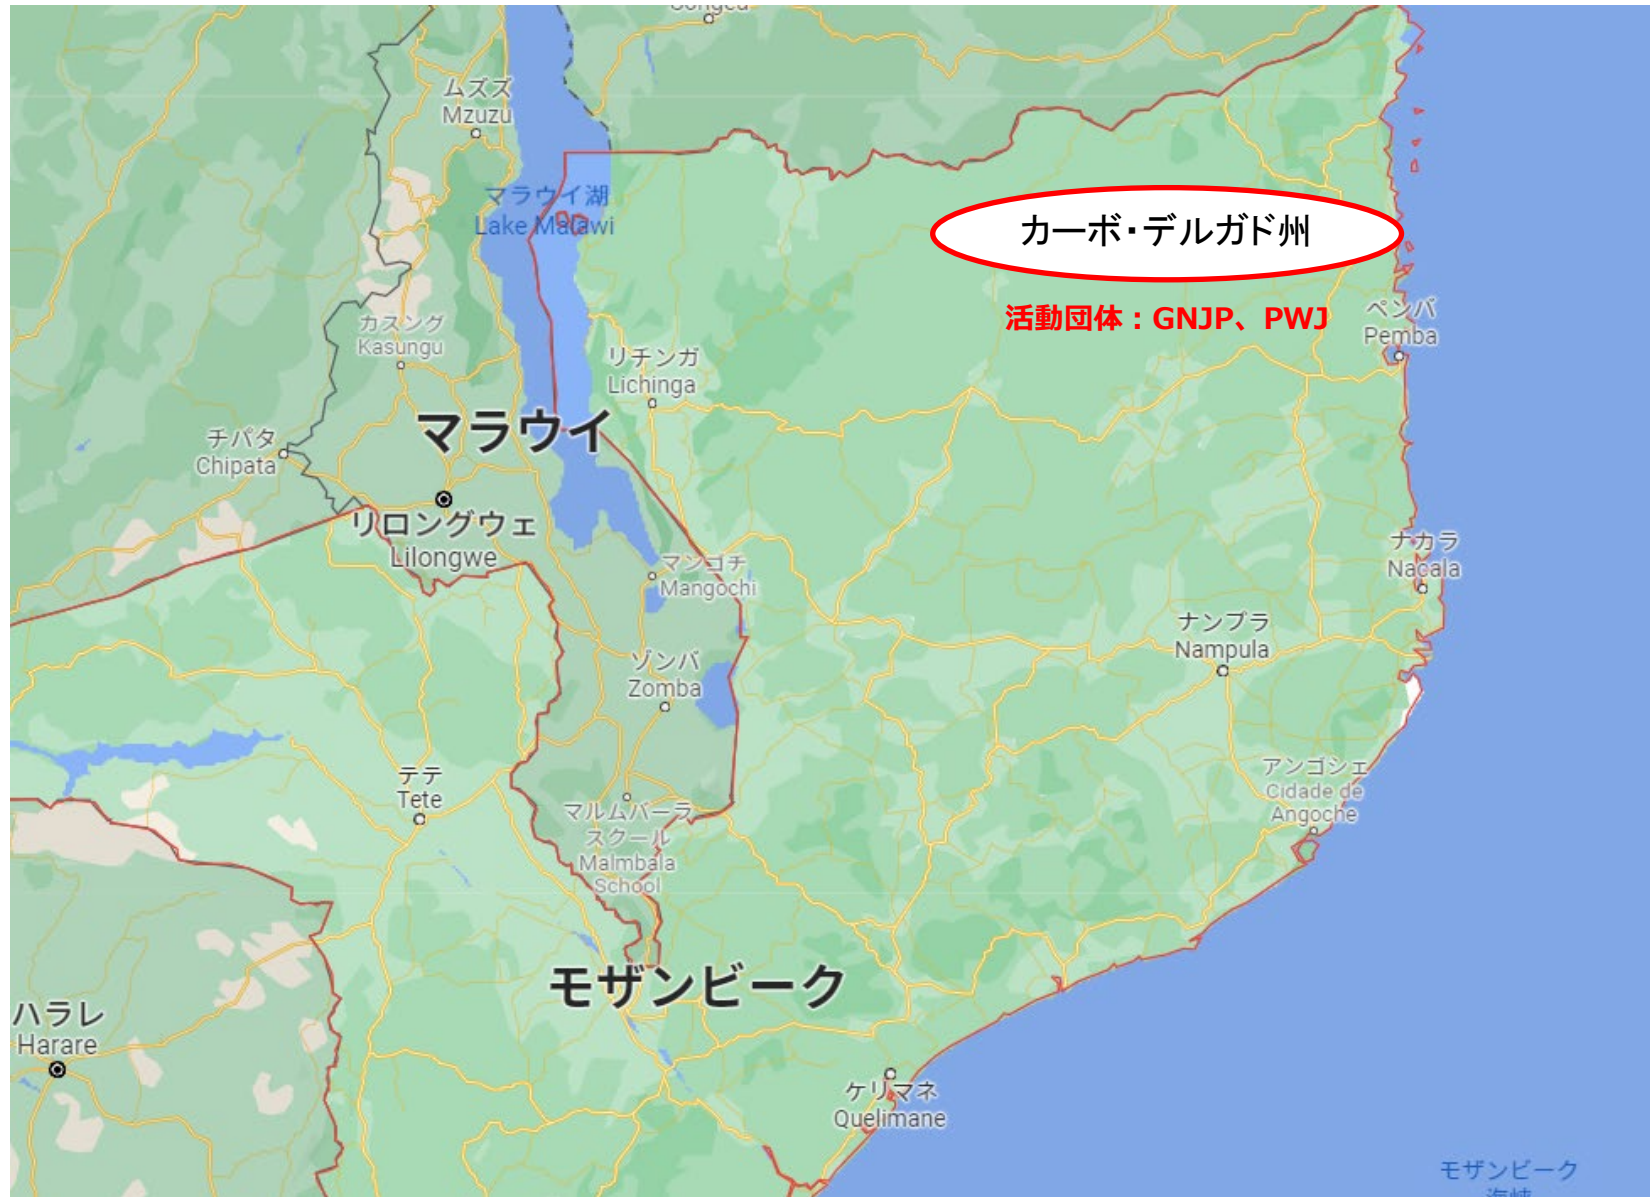 Songea
ムズズ
Mzuzu
マラウイ湖
Lake Malawi
カーボ・デルガド州
活動団体：GNJP、PWJ
ペンバ
Pemba
カスング
Kasungu
リチンガ
Lichinga
マラウイ
チパタ
Chipata
リロングウェ
Lilongwe
マンゴチ
Mangochi
ナカラ
Nacala
ナンプラ
Nampula
ゾンバ
Zomba
テテ
Tete
アンゴシェ
Cidade de
Angoche
マルムバーラ
スクール
Malmbala
School
モザンビーク
ハラレ
Harare
ケリマネ
Quelimane
モザンビーク
海峡